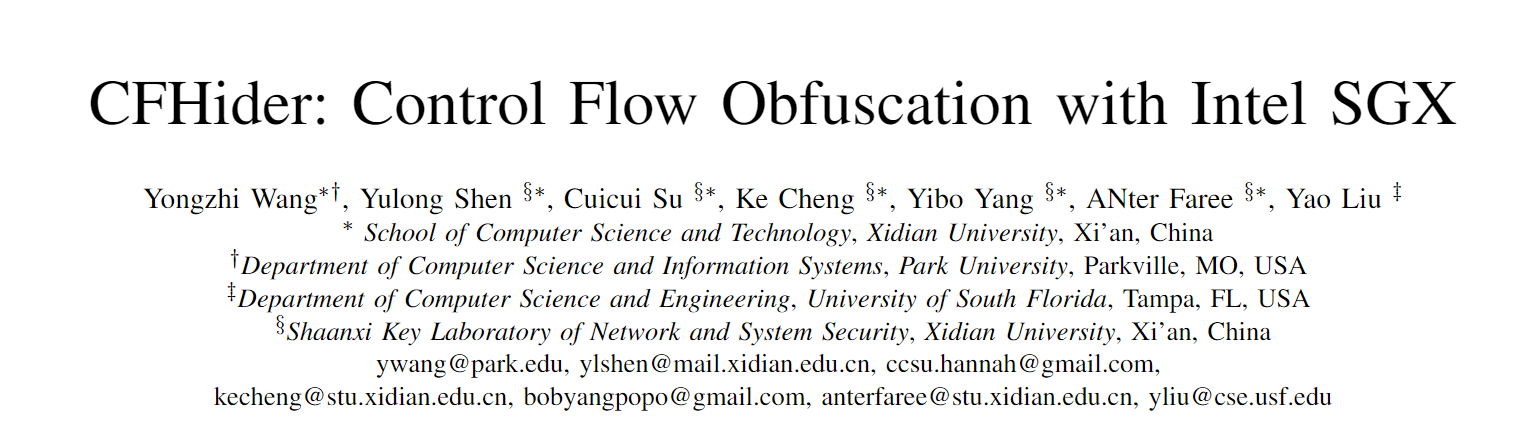 CFHider: Control Flow Obfuscation with Intel SGX
Yongzhi Wang*†, Yulong Shen §*, Cuicui Su §*, Ke Cheng §*, Yibo Yang §*, ANter Faree §*, Yao Liu ‡
* School of Computer Science and Technology, Xidian University, Xi'an, China
†Department of Computer Science and Information Systems, Park University, Parkville, MO, USA
‡Department of Computer Science and Engineering, University of South Florida, Tampa, FL, USA
§Shaanxi Key Laboratory of Network and System Security, Xidian University, Xi'an, China
ywang@park.edu, ylshen@mail.xidian.edu.cn, ccsu.hannah@gmail.com,
kecheng@stu.xidian.edu.cn, bobyangpopo@gmail.com, anterfaree@stu.xidian.edu.cn, yliu@cse.usf.edu